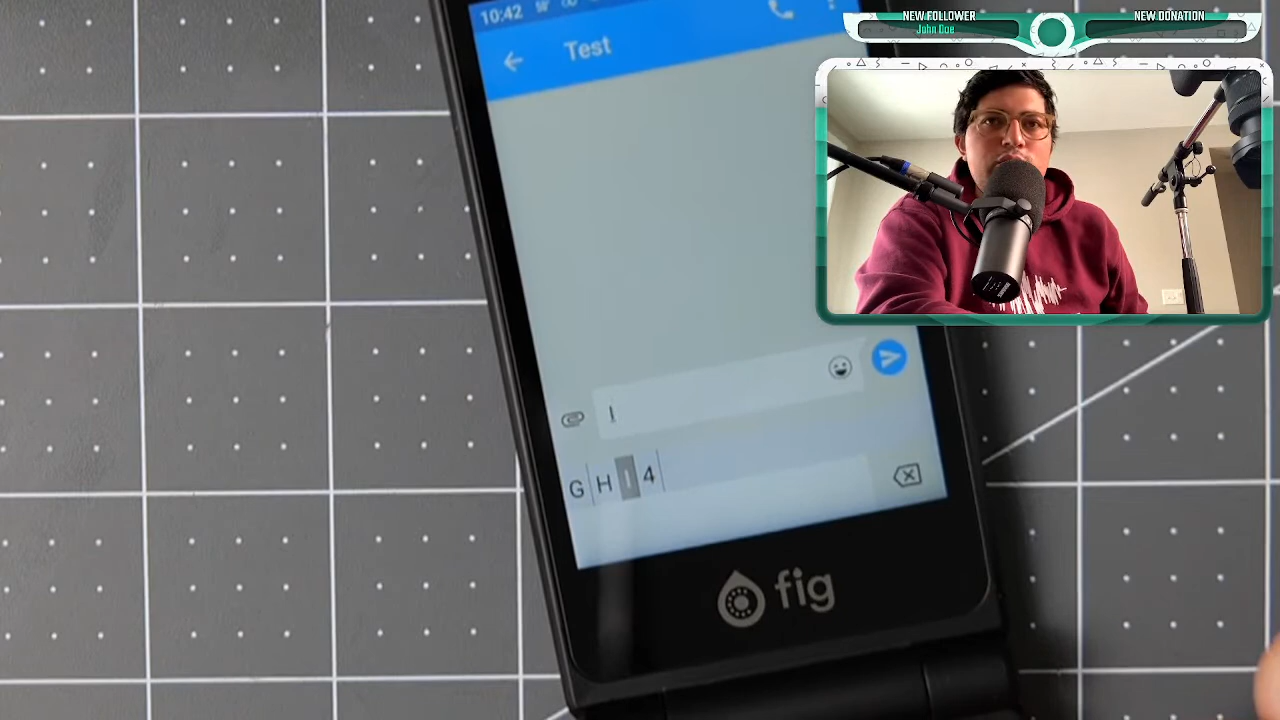 10:42
Test
I
G H I 4
fig
NEW FOLLOWER
John Doe
NEW DONATION